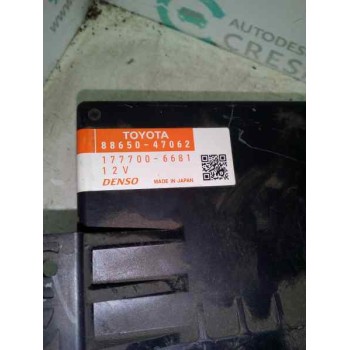 AUTODES
CRES
TOYOTA
88650-47062
177700-6681
12V
DENSO MADE IN JAPAN